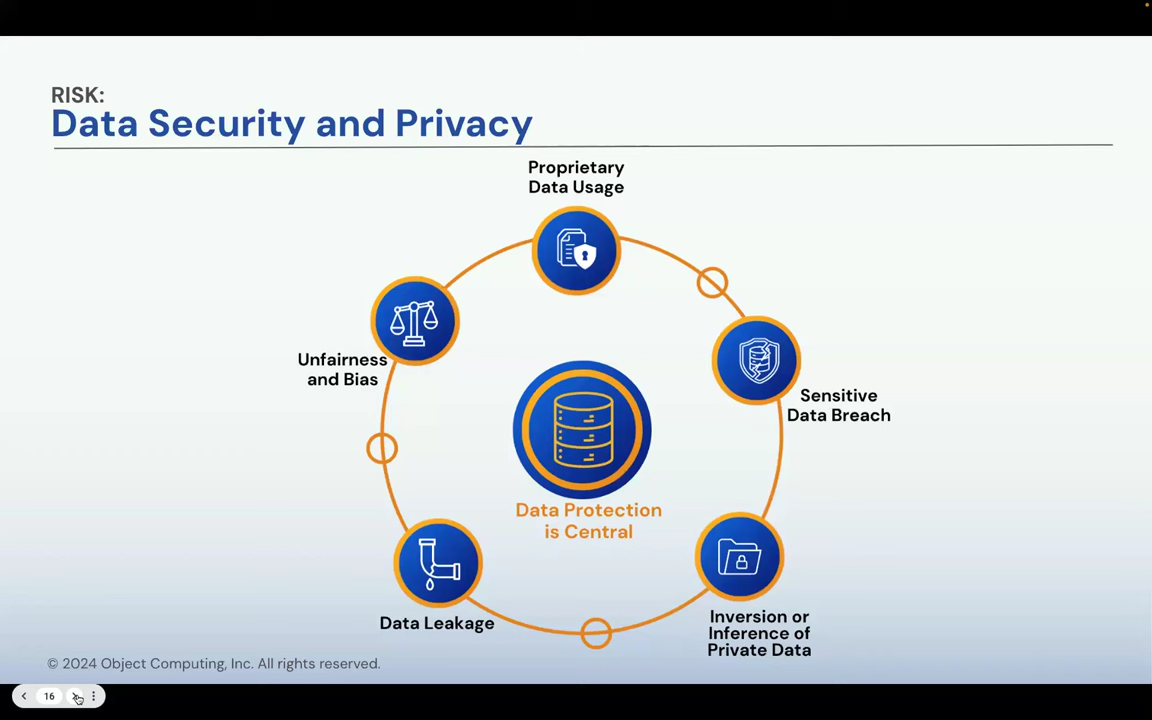 RISK:
Data Security and Privacy
Proprietary
Data Usage
Unfairness
and Bias
Sensitive
Data Breach
Data Protection
is Central
Data Leakage
Inversion or
Inference of
Private Data
© 2024 Object Computing, Inc. All rights reserved.
16